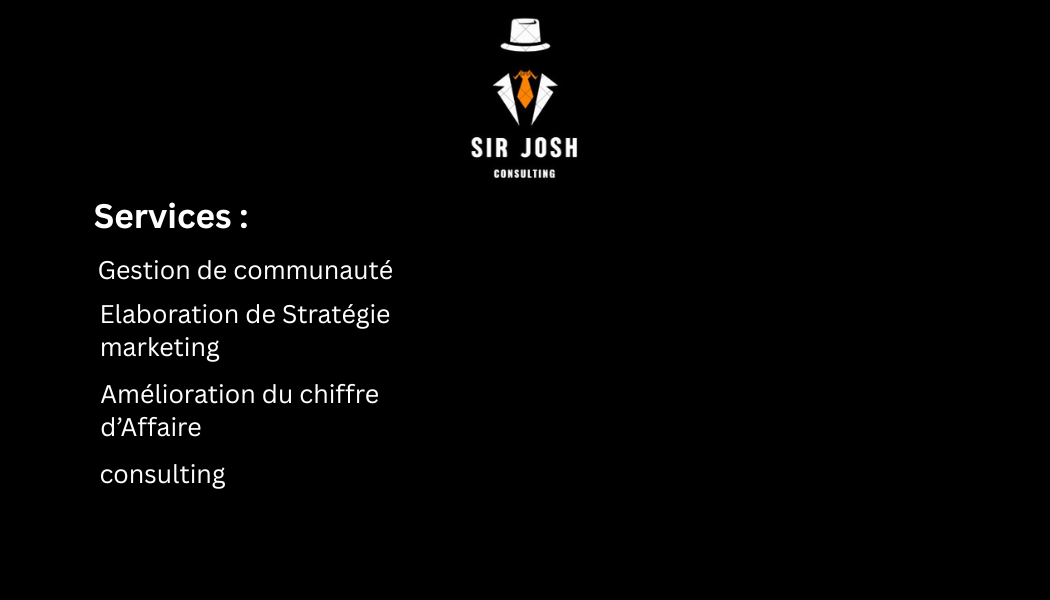 SIR JOSH
CONSULTING
Services :
Gestion de communauté
Elaboration de Stratégie
marketing
Amélioration du chiffre
d’Affaire
consulting